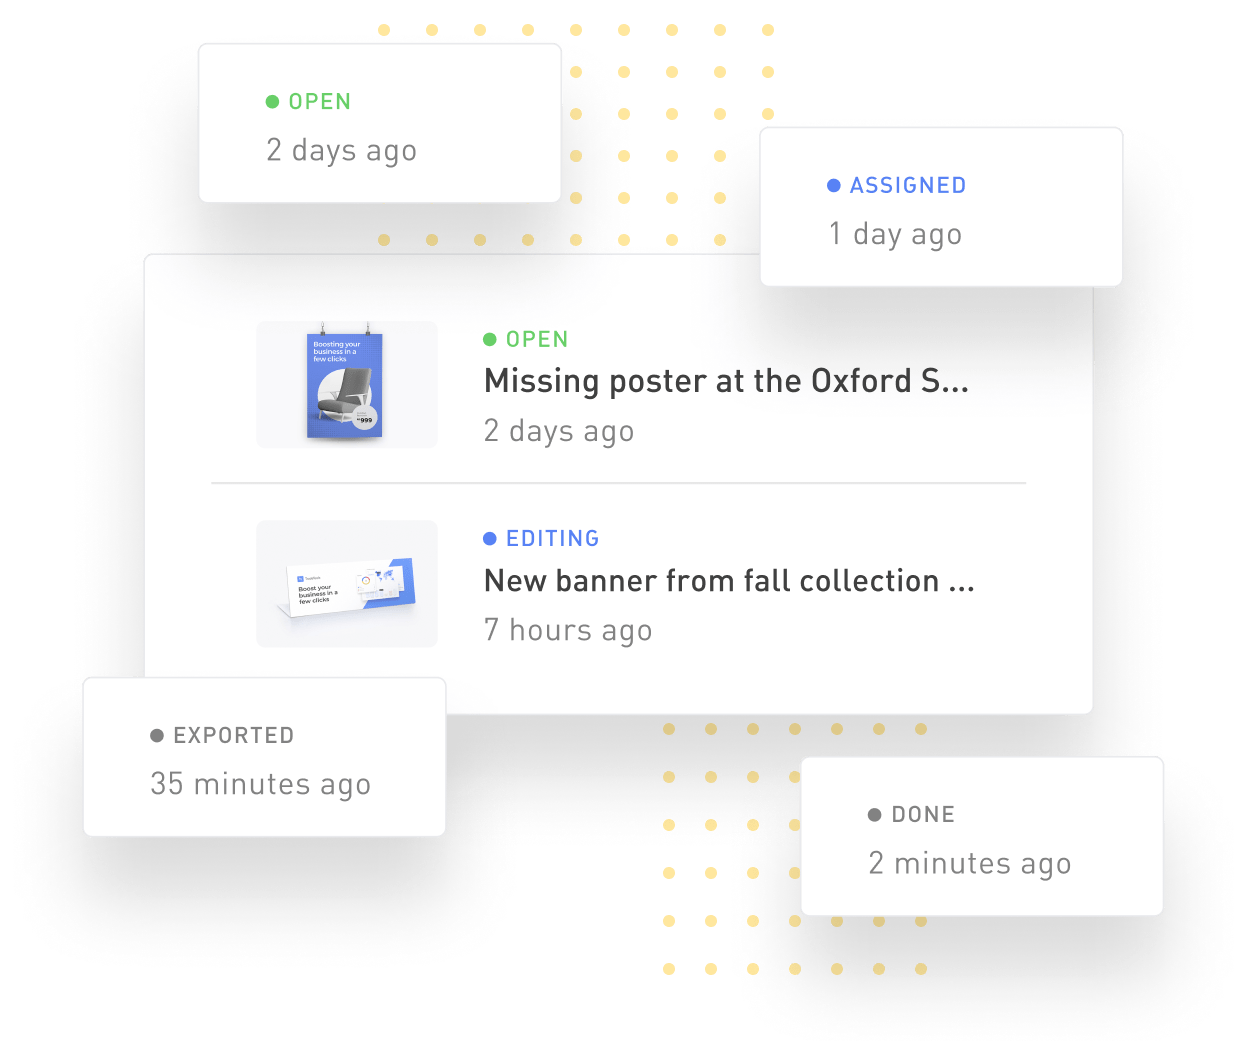 OPEN
2 days ago
ASSIGNED
1 day ago
Boosting your
business in a
few clicks
999
OPEN
Missing poster at the Oxford S...
2 days ago
Boost your
business in a
few clicks
EDITING
New banner from fall collection ...
7 hours ago
EXPORTED
35 minutes ago
DONE
2 minutes ago